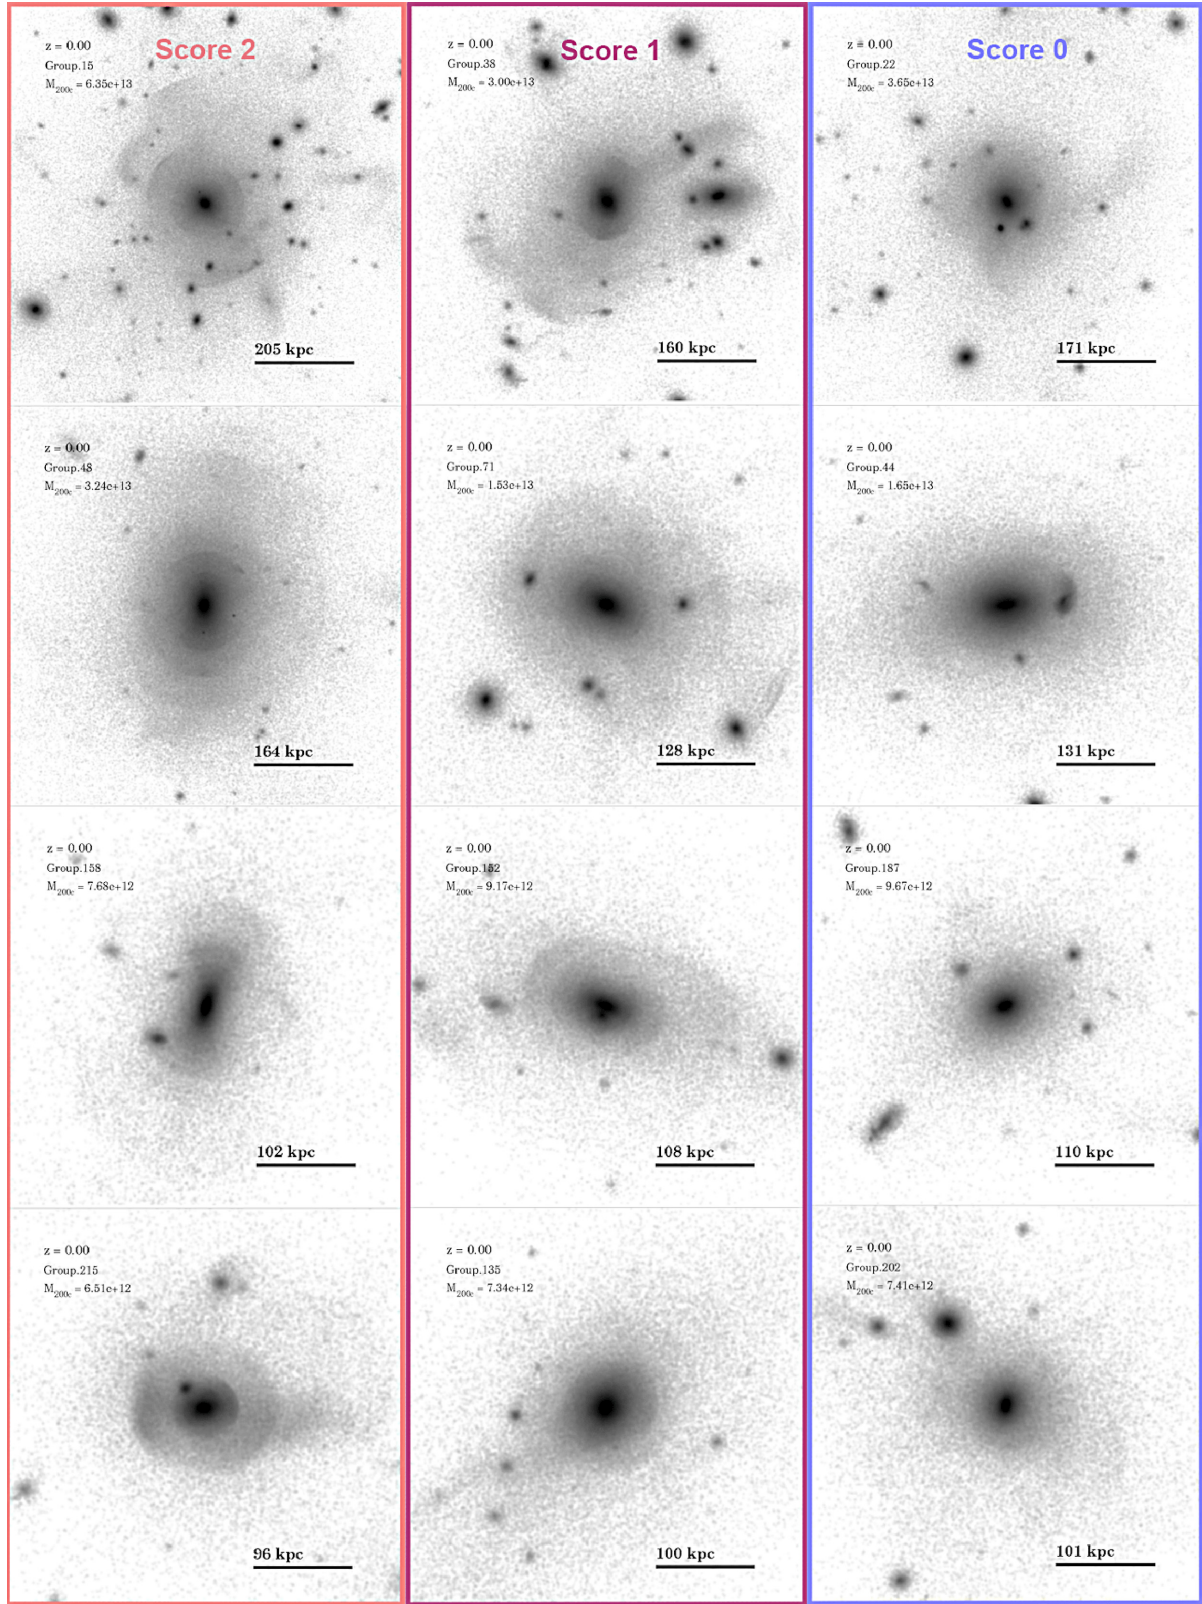 Score 2
z = 0.00
Group.15
M200c = 6.35e+13
205 kpc
Score 1
z = 0.00
Group.38
M200c = 3.00e+13
160 kpc
Score 0
z = 0.00
Group.22
M200c = 3.65e+13
171 kpc
z = 0.00
Group.48
M200c = 3.24e+13
164 kpc
z = 0.00
Group.71
M200c = 1.53e+13
128 kpc
z = 0.00
Group.44
M200c = 1.65e+13
131 kpc
z = 0.00
Group.158
M200c = 7.68e+12
102 kpc
z = 0.00
Group.152
M200c = 9.17e+12
108 kpc
z = 0.00
Group.187
M200c = 9.67e+12
110 kpc
z = 0.00
Group.215
M200c = 6.51e+12
96 kpc
z = 0.00
Group.135
M200c = 7.34e+12
100 kpc
z = 0.00
Group.202
M200c = 7.41e+12
101 kpc